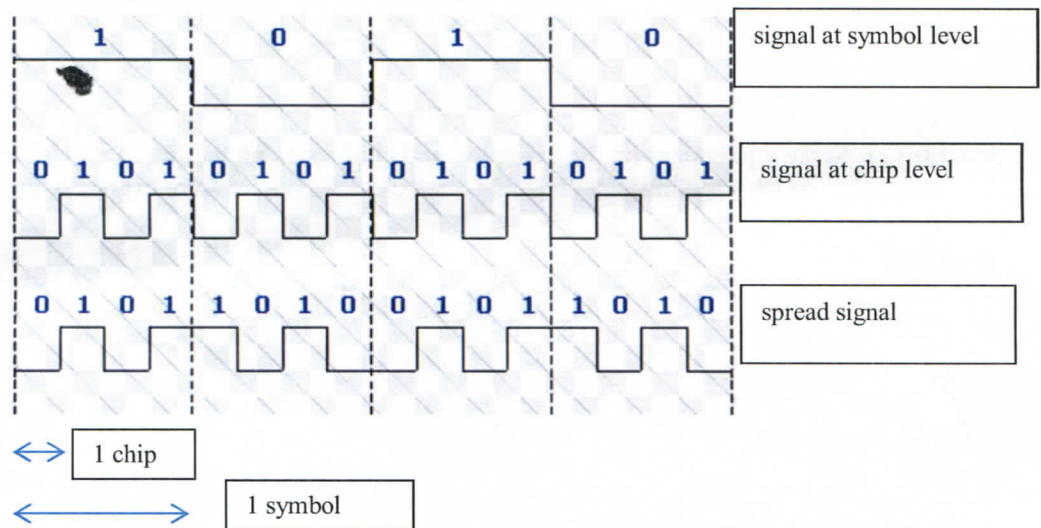 1 0 1 0
signal at symbol level
0 1 0 1 0 1 0 1 0 1 0 1 0 1 0 1
signal at chip level
0 1 0 1 1 0 1 0 0 1 0 1 1 0 1 0
spread signal
1 chip
1 symbol